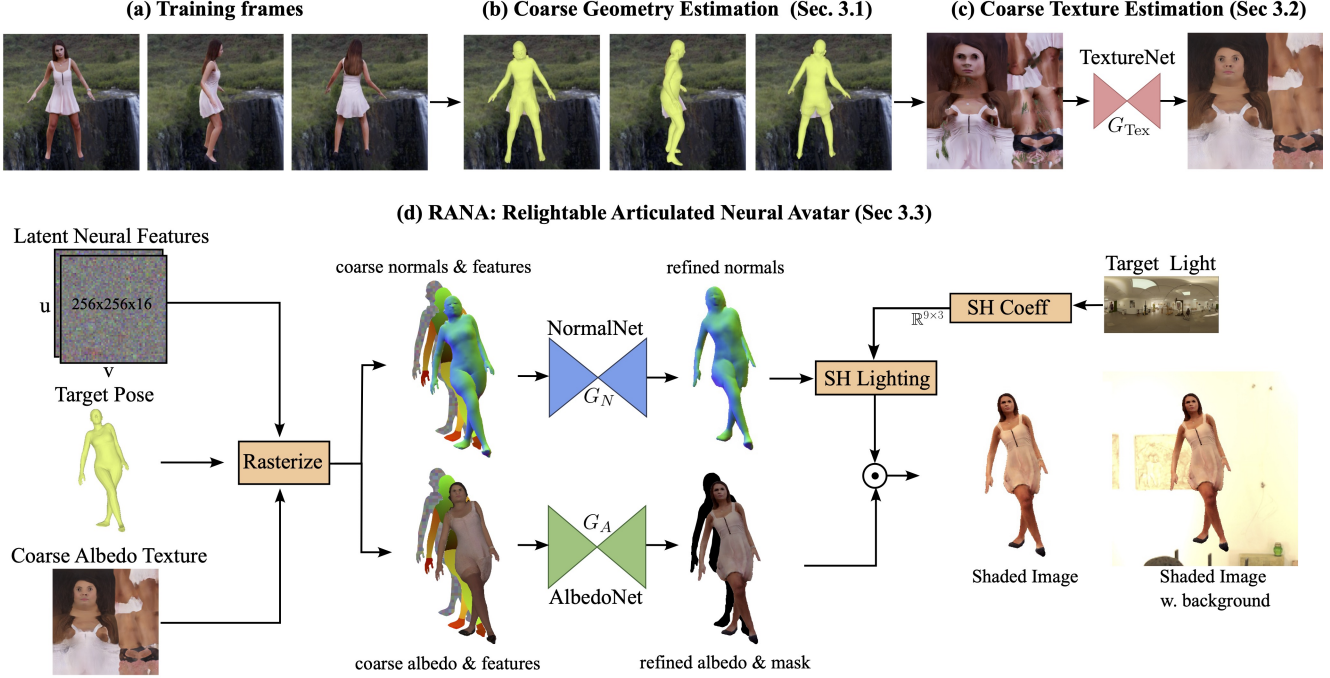 (a) Training frames
(b) Coarse Geometry Estimation (Sec. 3.1)
(c) Coarse Texture Estimation (Sec 3.2)
TextureNet
G_Tex
(d) RANA: Relightable Articulated Neural Avatar (Sec 3.3)
Latent Neural Features
u
256x256x16
v
Target Pose
Rasterize
Coarse Albedo Texture
coarse normals & features
NormalNet
G_N
refined normals
coarse albedo & features
G_A
AlbedoNet
refined albedo & mask
Target Light
SH Coeff
ℝ^{9×3}
SH Lighting
Shaded Image
Shaded Image
w. background